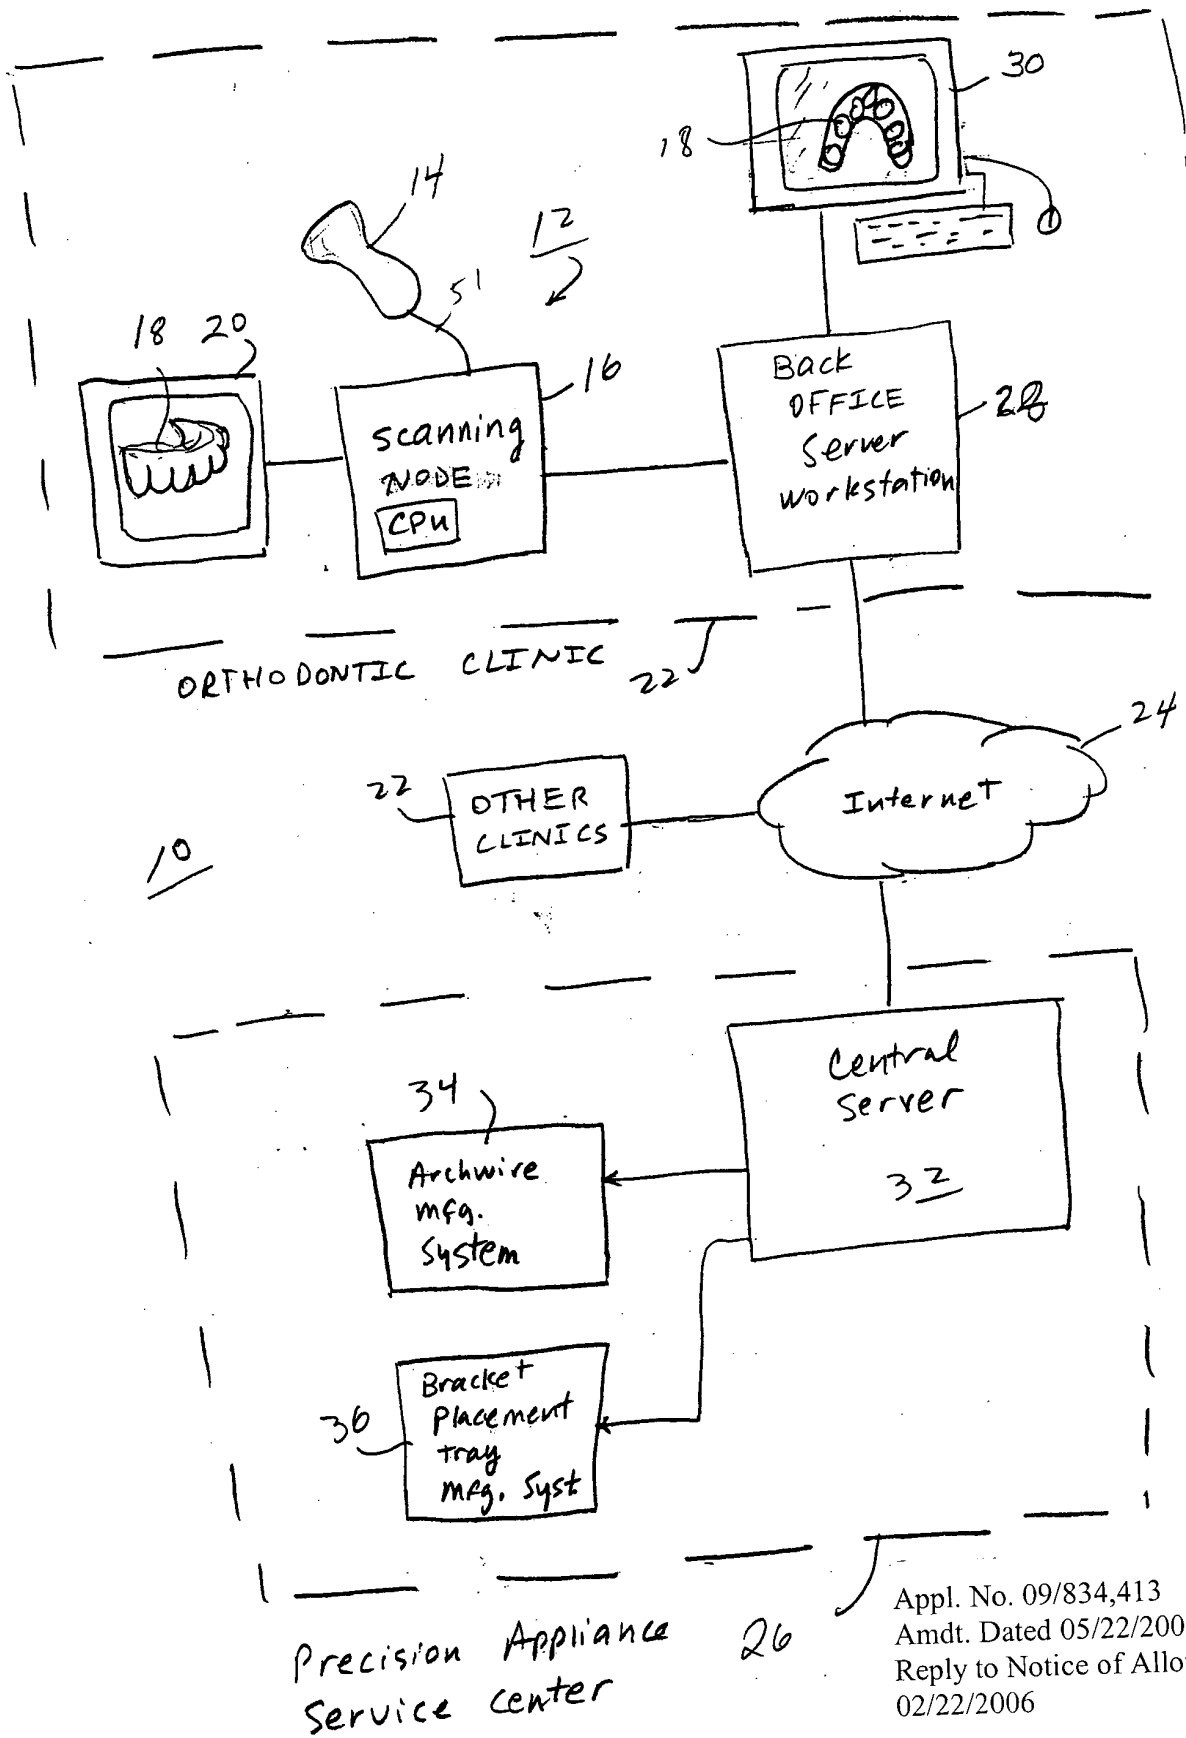 30
18
14
12
51
18
20
16
Scanning
NODE
CPU
Back
OFFICE
Server
Workstation
28
ORTHODONTIC CLINIC
22
24
Internet
22
OTHER
CLINICS
10
Central
Server
32
34
Archwire
mfg.
System
36
Bracket
Placement
tray
mfg. Syst
Precision Appliance
Service center
26
Appl. No. 09/834,413
Amdt. Dated 05/22/200
Reply to Notice of Allo
02/22/2006